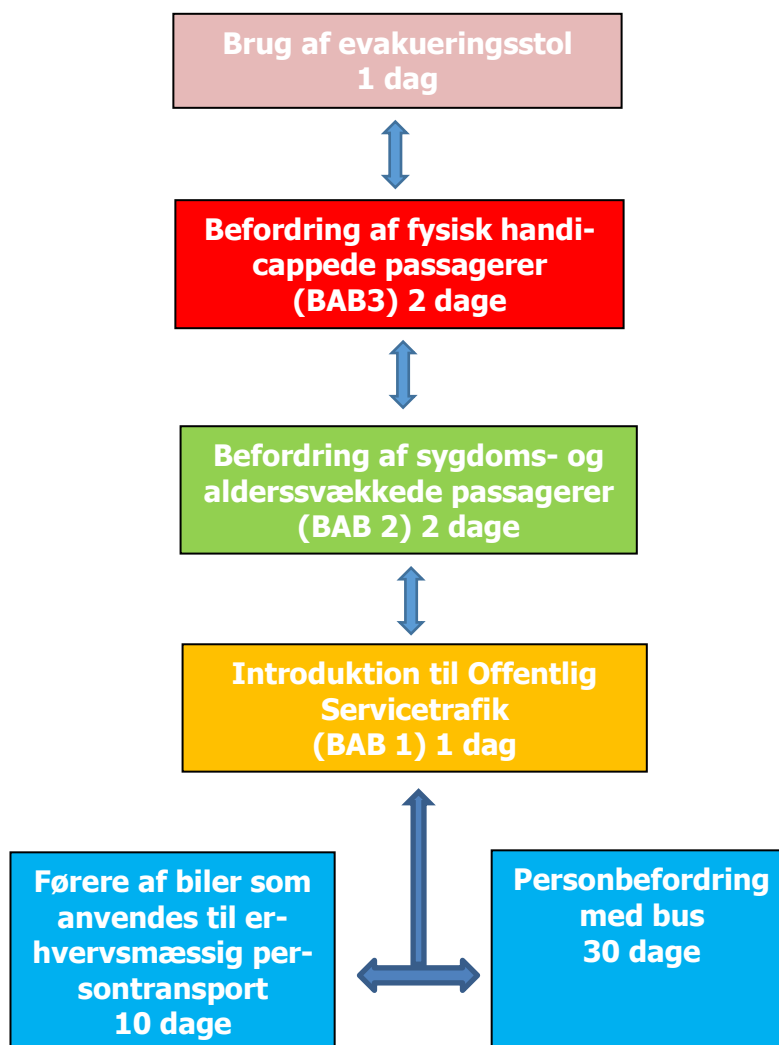 Brug af evakueringsstol
1 dag
Befordring af fysisk handi-
cappede passagerer
(BAB3) 2 dage
Befordring af sygdoms- og
alderssvækkede passagerer
(BAB 2) 2 dage
Introduktion til Offentlig
Servicetrafik
(BAB 1) 1 dag
Førere af biler som
anvendes til er-
hvervsmæssig per-
sontransport
10 dage
Personbefordring
med bus
30 dage